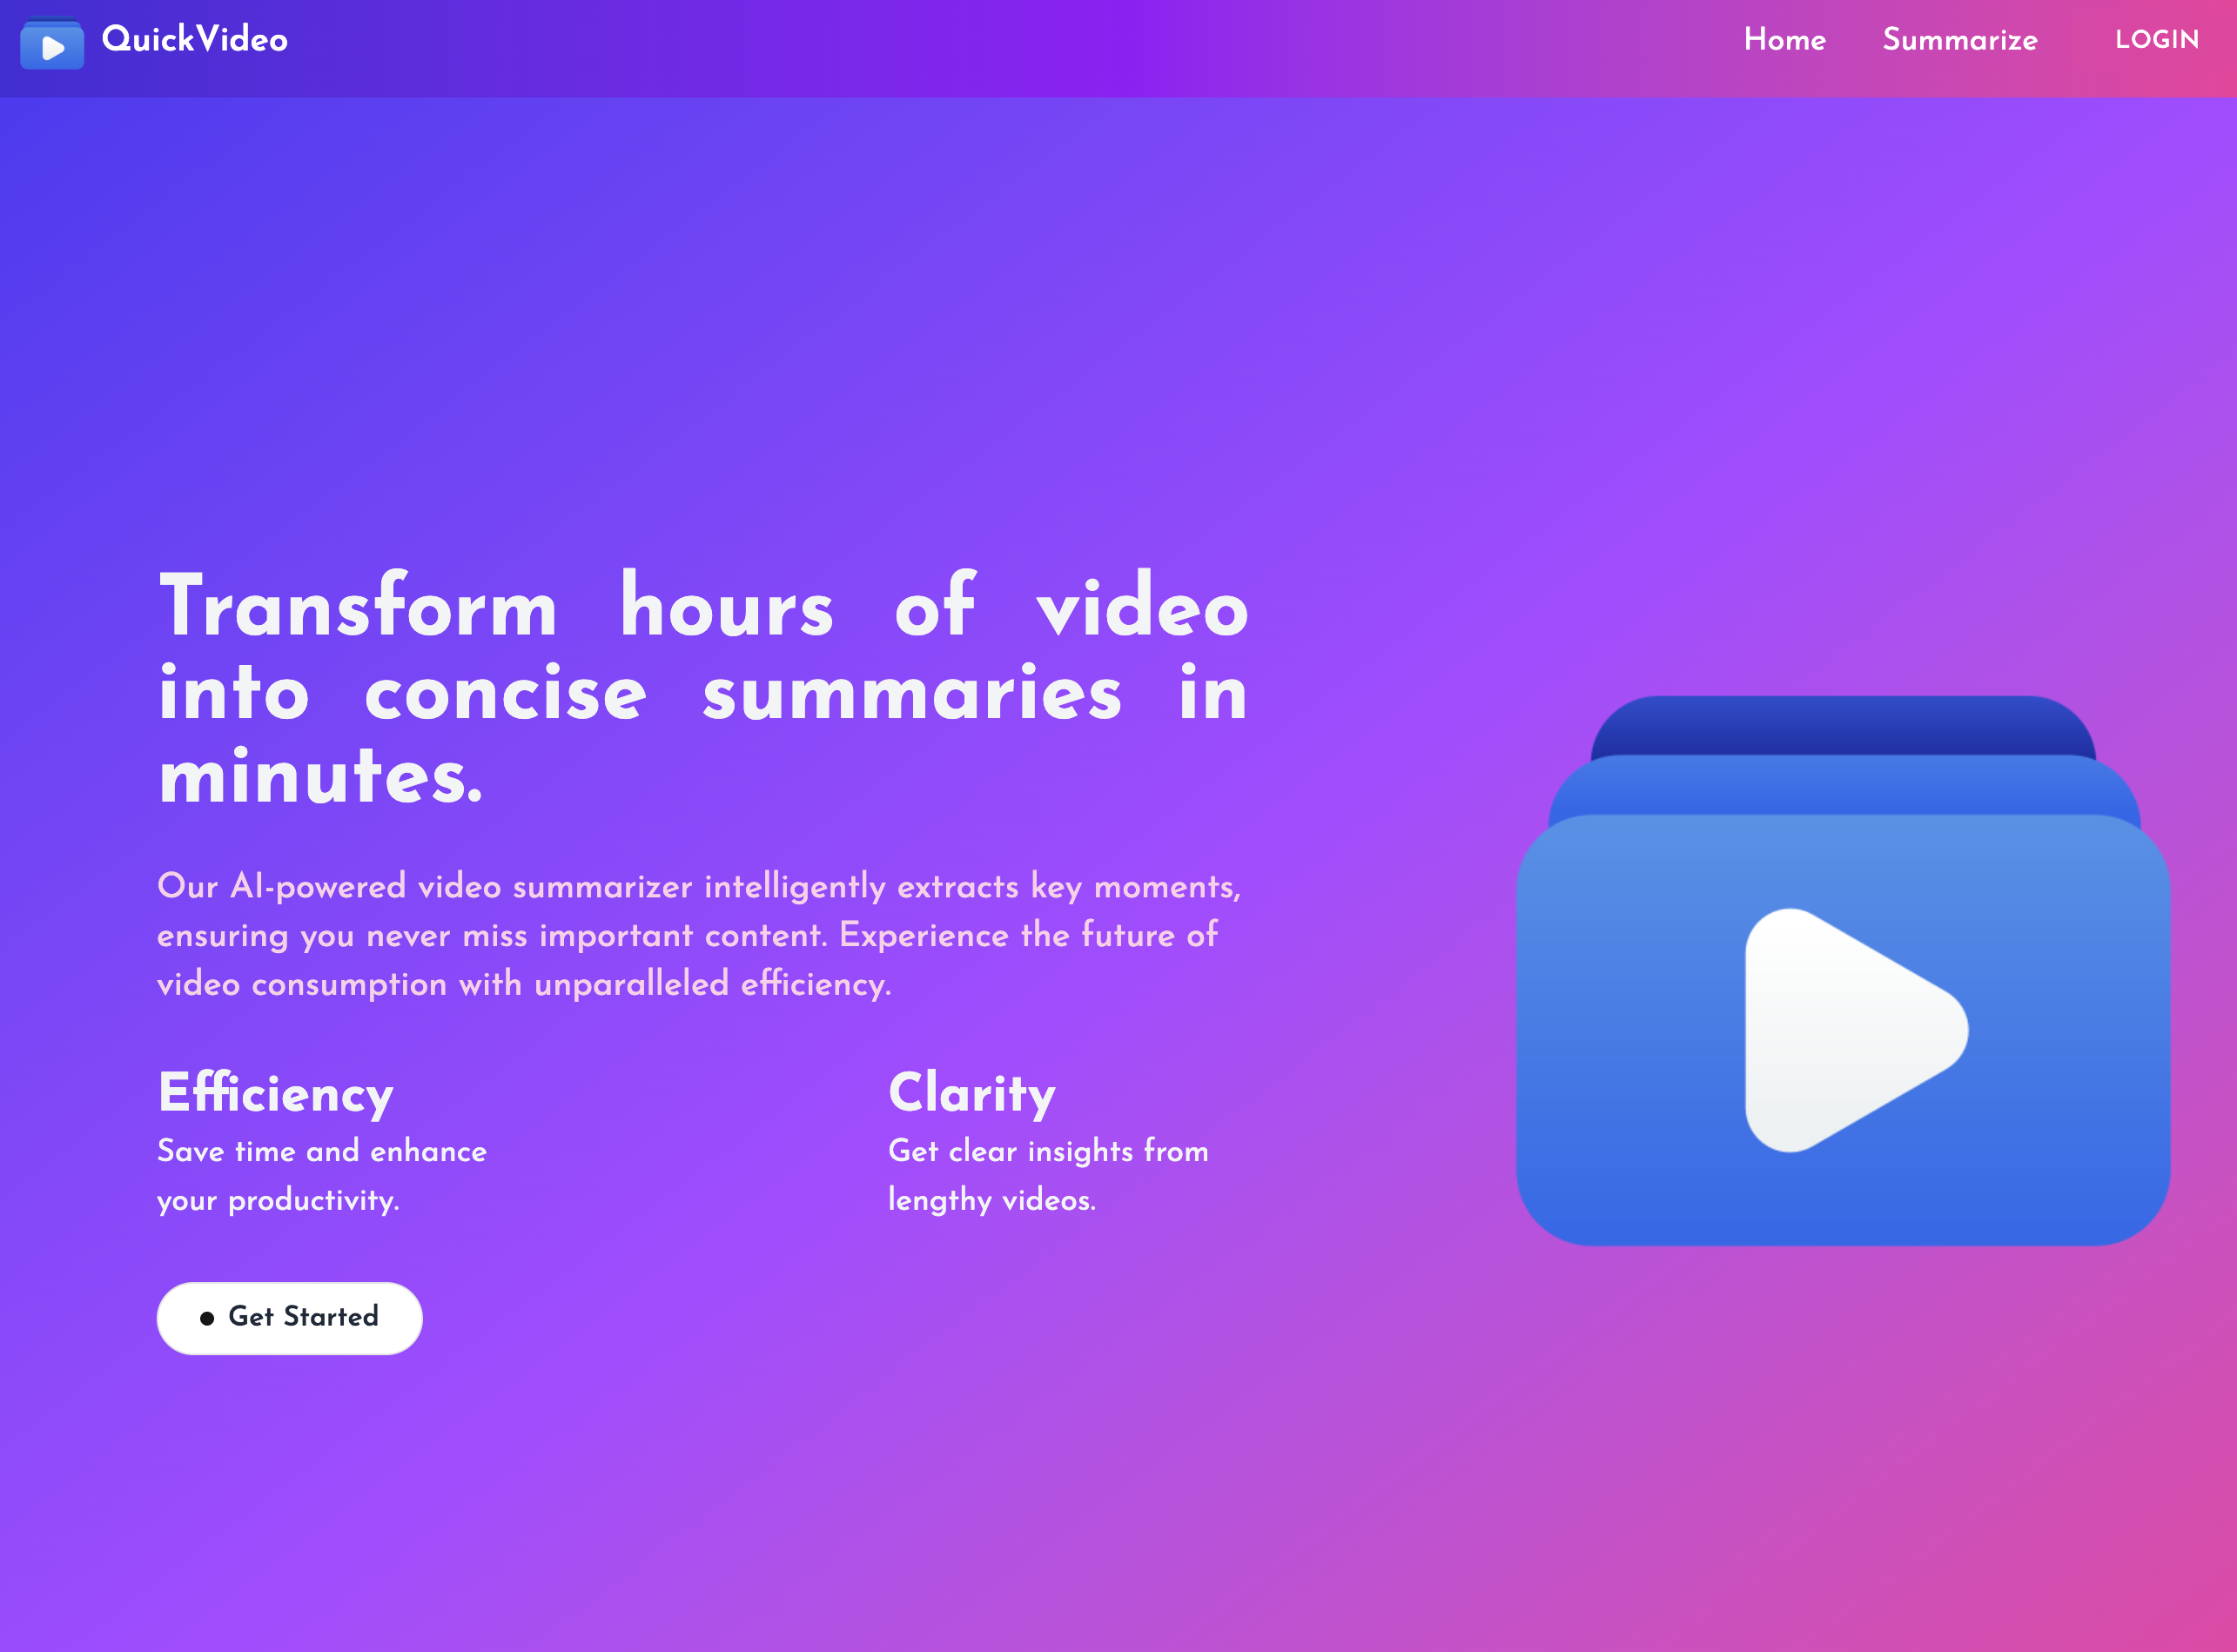 QuickVideo
Home
Summarize
LOGIN
Transform hours of video
into concise summaries in
minutes.
Our AI-powered video summarizer intelligently extracts key moments,
ensuring you never miss important content. Experience the future of
video consumption with unparalleled efficiency.
Efficiency
Save time and enhance
your productivity.
Clarity
Get clear insights from
lengthy videos.
Get Started